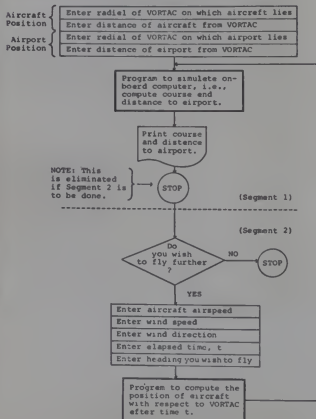 Aircraft Position
Enter radial of VORTAC on which aircraft lies
Enter distance of aircraft from VORTAC
Airport Position
Enter radial of VORTAC on which airport lies
Enter distance of airport from VORTAC
Program to simulate on-
board computer, i.e.,
compute course and
distance to airport.
Print course
and distance
to airport.
NOTE: This
is eliminated
if Segment 2 is
to be done.
STOP
(Segment 1)
(Segment 2)
Do
you wish
to fly further
?
NO
STOP
YES
Enter aircraft airspeed
Enter wind speed
Enter wind direction
Enter elapsed time, t
Enter heading you wish to fly
Program to compute the
position of aircraft
with respect to VORTAC
after time t.